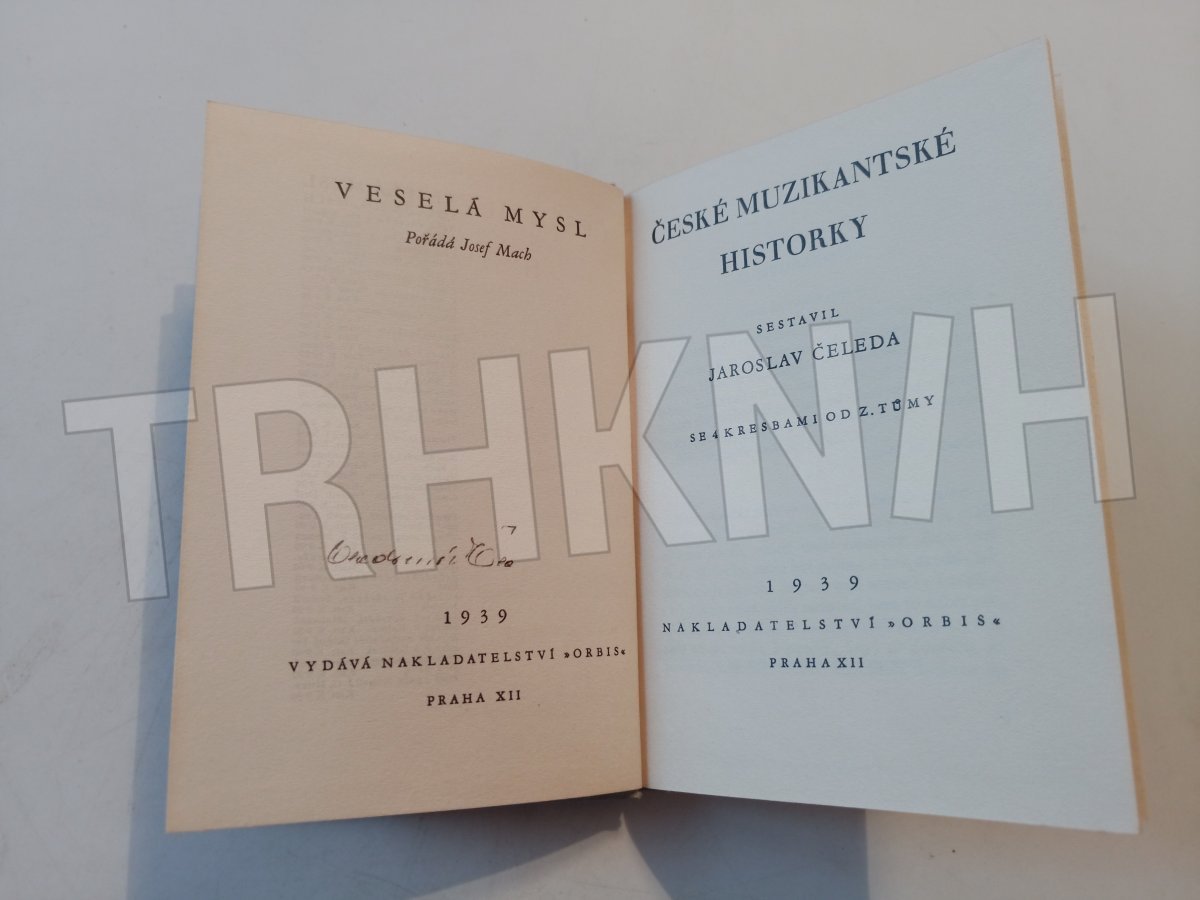 VESELÁ MYSL
Pořádá Josef Mach
1939
VYDÁVÁ NAKLADATELSTVÍ »ORBIS«
PRAHA XII
ČESKÉ MUZIKANTSKÉ
HISTORKY
SESTAVIL
JAROSLAV ČELEDA
SE 4 KRESBAMI OD Z. TŮMY
1939
NAKLADATELSTVÍ »ORBIS«
PRAHA XII
TRHKNIH